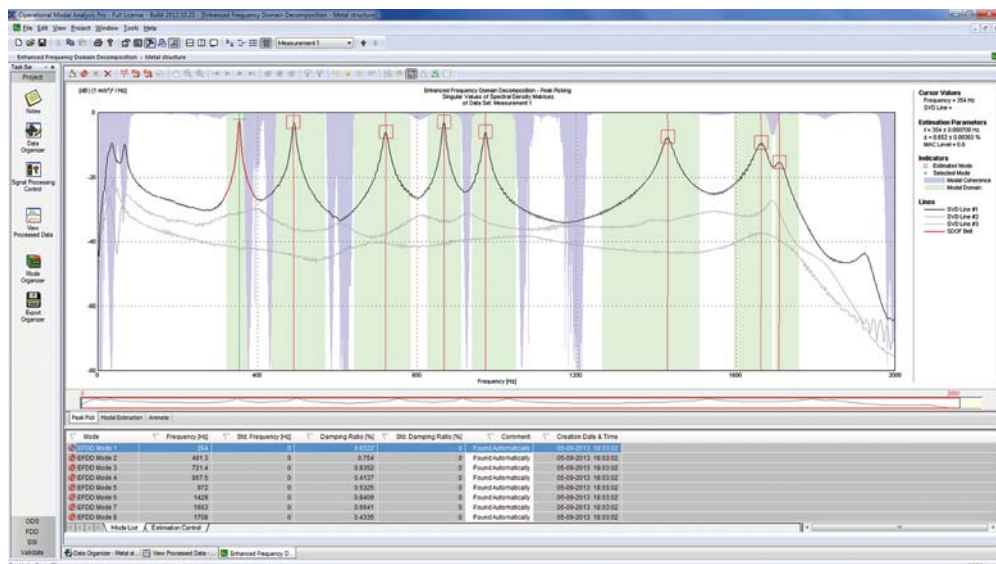 Operational Modal Analysis Pro - Full License - Build 2012.10.23 - [Enhanced Frequency Domain Decomposition - Metal structure]
File Edit View Project Window Tools Help
Measurement 1
Enhanced Frequency Domain Decomposition - Metal structure
Task Bar
Project
Notes
Data Organizer
Signal Processing Control
View Processed Data
Mode Organizer
Export Organizer
ODS
FDD
SSI
Validate
Enhanced Frequency Domain Decomposition - Peak Picking
Singular Values of Spectral Density Matrices
of Data Set: Measurement 1
0
-20
-40
-60
-80
0 400 800 1200 1600 2000
Frequency [Hz]
Cursor Values
Frequency = 354 Hz
SVD Line =
Estimation Parameters
f = 354 ± 0.000708 Hz
MAC Level = 0.8
Indicators
Estimated Mode
Selected Mode
Modal Coherence
Modal Domain
Lines
SVD Line #1
SVD Line #2
SVD Line #3
SDOF Bell
0 2000
Peak Pick Modal Estimation Animate
Mode Frequency [Hz] Std. Frequency [Hz] Damping Ratio [%] Std. Damping Ratio [%] Comment Creation Date & Time
EFDD Mode 1 354 0 0.6522 0 Found Automatically 05-09-2013 18:03:02
EFDD Mode 2 491.3 0 0.754 0 Found Automatically 05-09-2013 18:03:02
EFDD Mode 3 721.4 0 0.8352 0 Found Automatically 05-09-2013 18:03:02
EFDD Mode 4 867.5 0 0.4137 0 Found Automatically 05-09-2013 18:03:02
EFDD Mode 5 972 0 0.5325 0 Found Automatically 05-09-2013 18:03:02
EFDD Mode 6 1429 0 0.8409 0 Found Automatically 05-09-2013 18:03:02
EFDD Mode 7 1663 0 0.6641 0 Found Automatically 05-09-2013 18:03:02
EFDD Mode 8 1708 0 0.4335 0 Found Automatically 05-09-2013 18:03:02
Mode List Estimation Control
Data Organizer - Metal st... View Processed Data - ... Enhanced Frequency D...